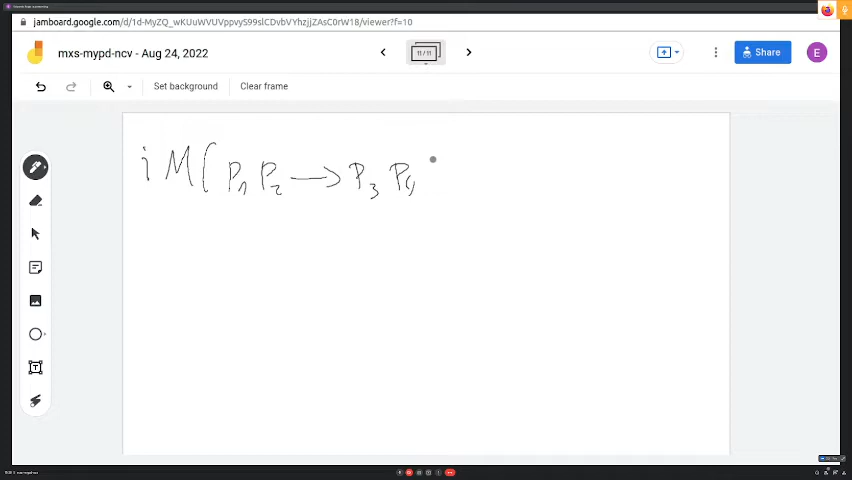 jamboard.google.com/d/1d-MyZQ_wKUuWVUVppvyS99slCDvbVYhzjjZAsC0rW18/viewer?f=10
mxs-mypd-ncv - Aug 24, 2022
11/11
Share
E
Set background
Clear frame
i M ( P₁ P₂ → P₃ P₄